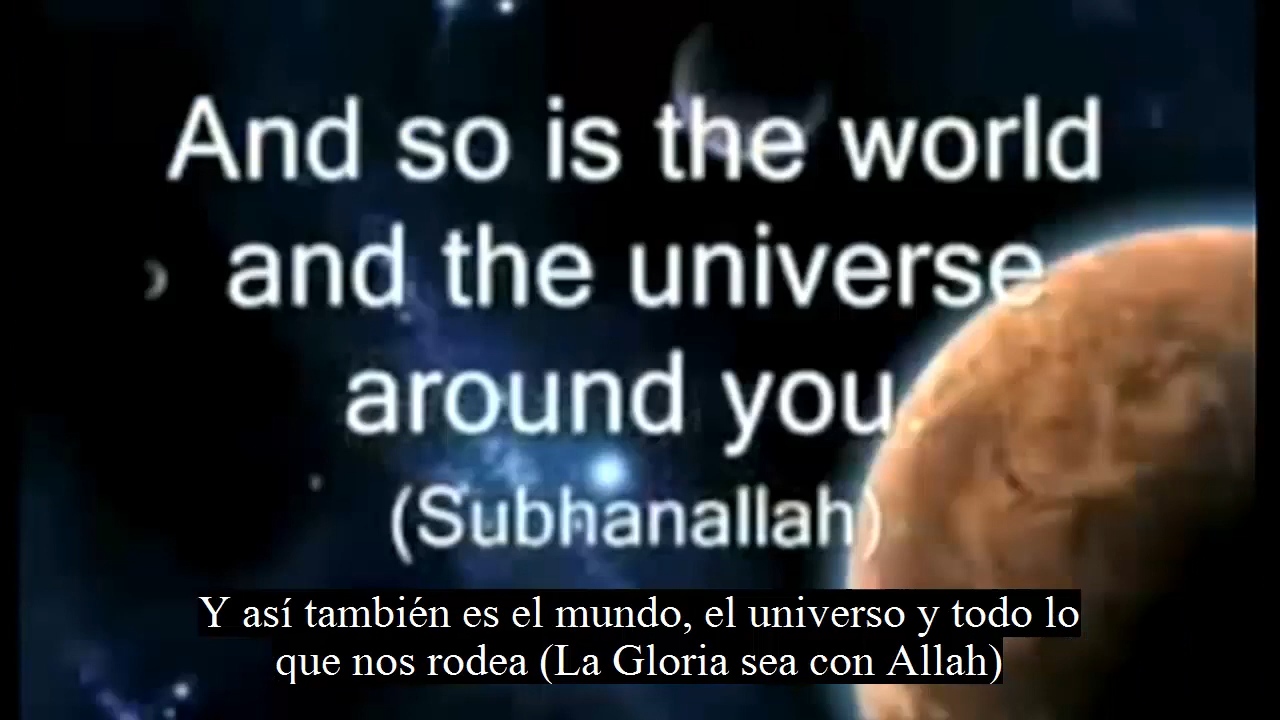 And so is the world
and the universe
around you
(Subhanallah)
Y así también es el mundo, el universo y todo lo
que nos rodea (La Gloria sea con Allah)